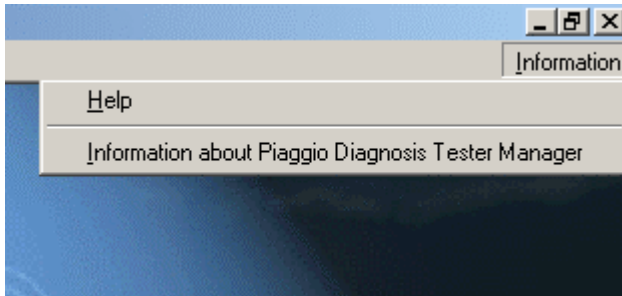 Information
Help
Information about Piaggio Diagnosis Tester Manager